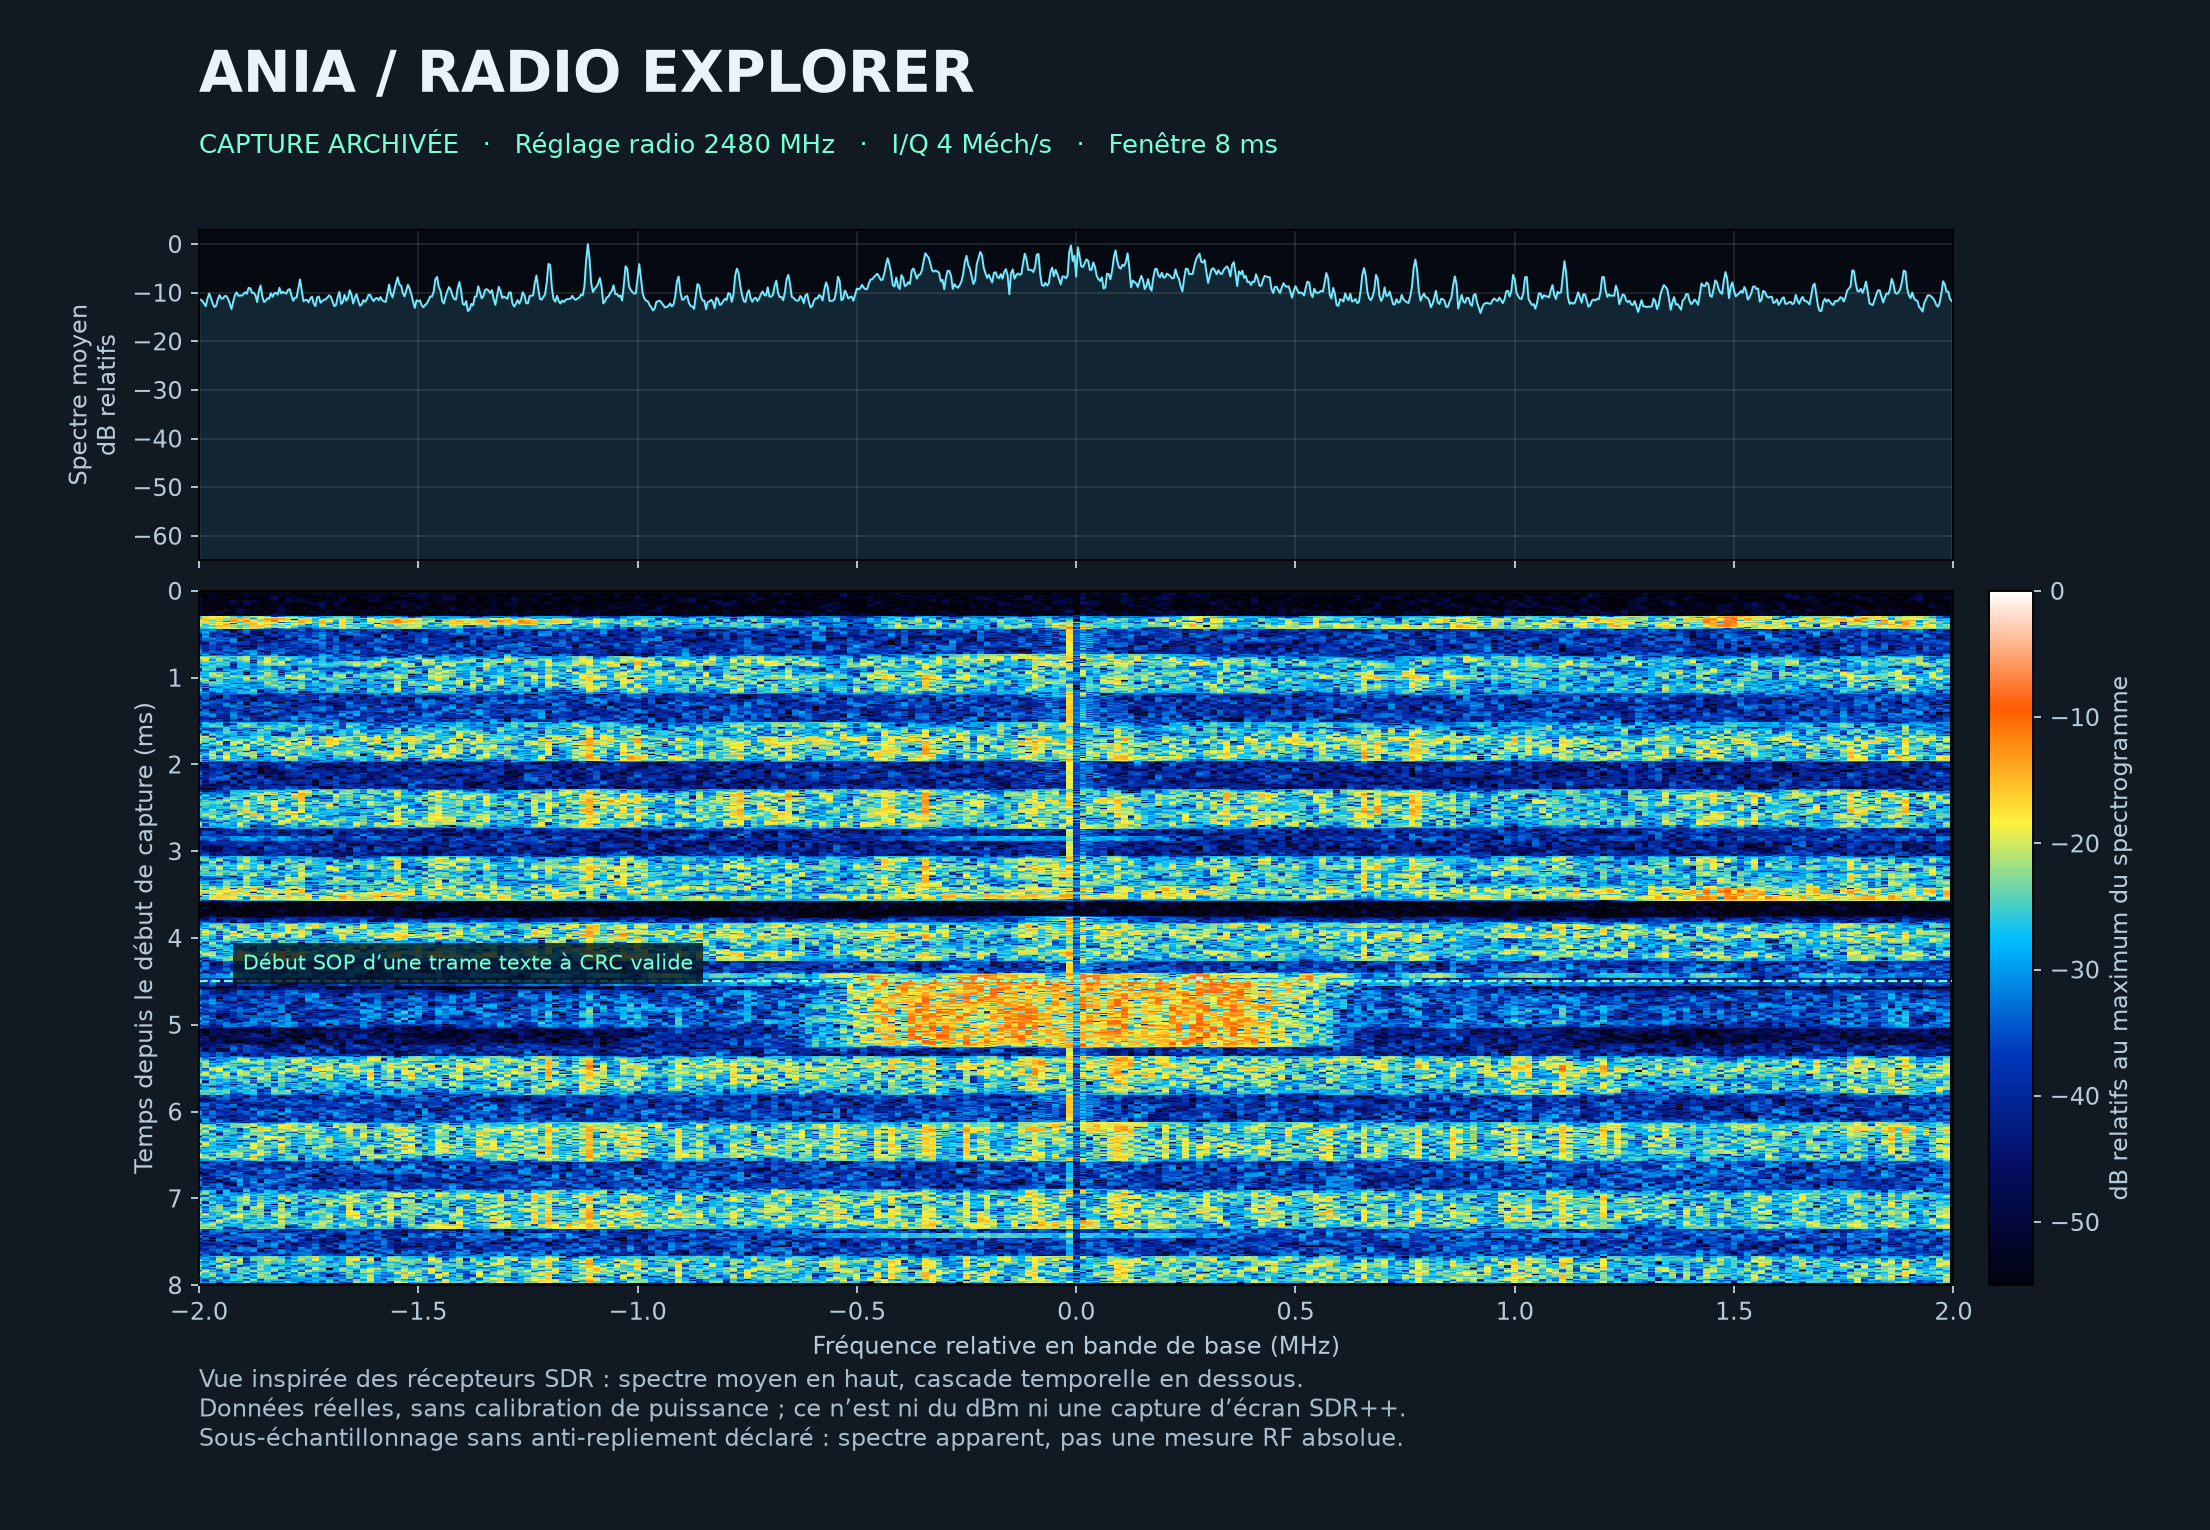 ANIA / RADIO EXPLORER
CAPTURE ARCHIVÉE · Réglage radio 2480 MHz · I/Q 4 Méch/s · Fenêtre 8 ms
Spectre moyen
dB relatifs
0
−10
−20
−30
−40
−50
−60
Temps depuis le début de capture (ms)
0
1
2
3
4
5
6
7
8
Début SOP d’une trame texte à CRC valide
−2.0 −1.5 −1.0 −0.5 0.0 0.5 1.0 1.5 2.0
Fréquence relative en bande de base (MHz)
0
−10
−20
−30
−40
−50
dB relatifs au maximum du spectrogramme
Vue inspirée des récepteurs SDR : spectre moyen en haut, cascade temporelle en dessous.
Données réelles, sans calibration de puissance ; ce n’est ni du dBm ni une capture d’écran SDR++.
Sous-échantillonnage sans anti-repliement déclaré : spectre apparent, pas une mesure RF absolue.